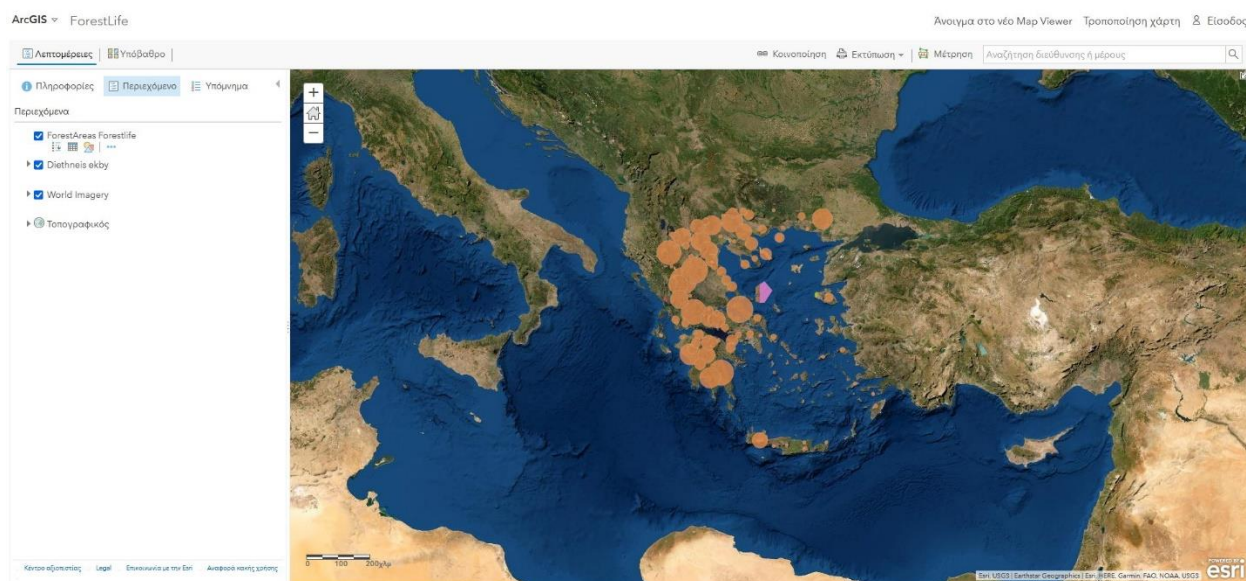 ArcGIS ForestLife
Άνοιγμα στο νέο Map Viewer Τροποποίηση χάρτη Είσοδος
Λεπτομέρειες Υπόβαθρο
Κοινοποίηση Εκτύπωση Μέτρηση Αναζήτηση διεύθυνσης ή μέρους
Πληροφορίες Περιεχόμενο Υπόμνημα
Περιεχόμενα
ForestAreas Forestlife
Diethneis ekby
World Imagery
Τοπογραφικός
0 100 200χλμ
Κέντρο αξιοπιστίας Legal Επικοινωνία με την Esri Αναφορά κακής χρήσης
Esri, USGS | Earthstar Geographics | Esri, HERE, Garmin, FAO, NOAA, USGS
POWERED BY
esri